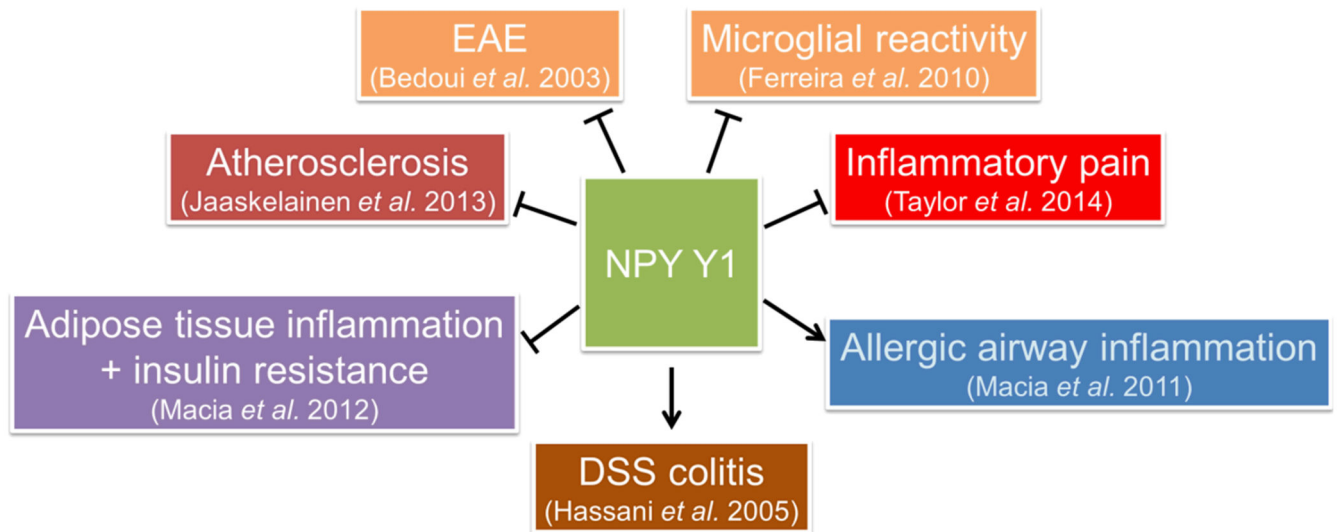 EAE
(Bedoui et al. 2003)
Microglial reactivity
(Ferreira et al. 2010)
Atherosclerosis
(Jaaskelainen et al. 2013)
Inflammatory pain
(Taylor et al. 2014)
NPY Y1
Adipose tissue inflammation
+ insulin resistance
(Macia et al. 2012)
Allergic airway inflammation
(Macia et al. 2011)
DSS colitis
(Hassani et al. 2005)